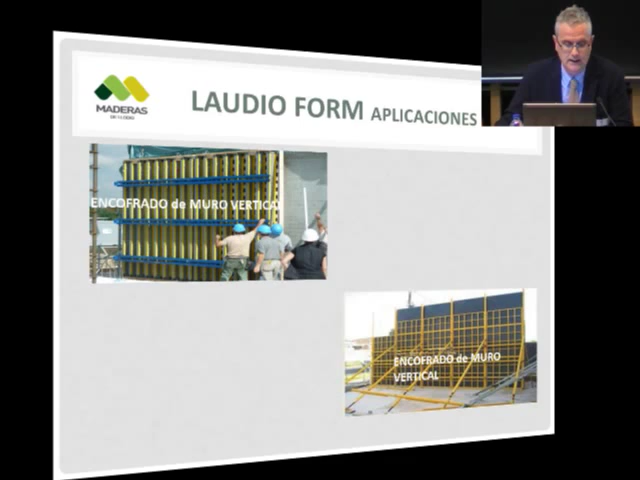 MADERAS
LAUDIO FORM APLICACIONES
ENCOFRADO de MURO VERTICAL
ENCOFRADO de MURO
VERTICAL